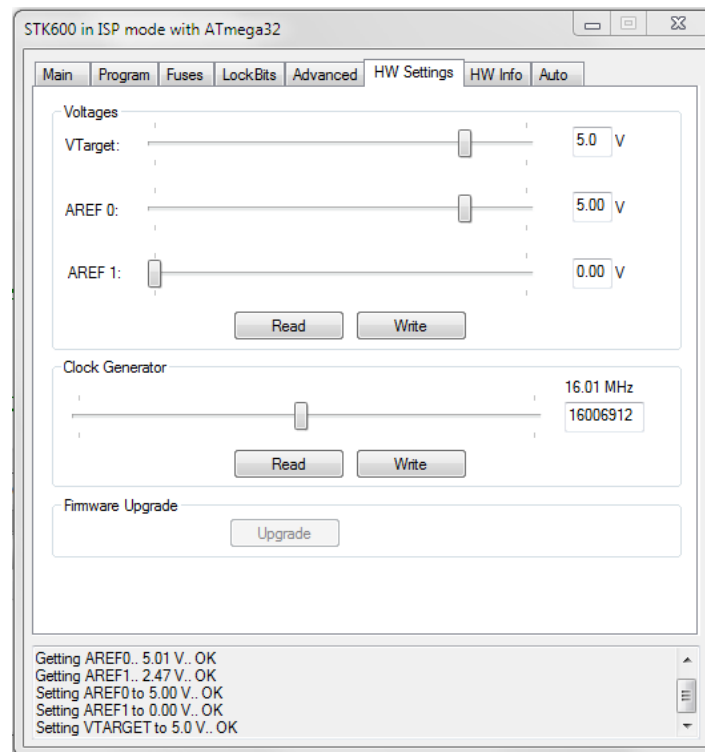 STK600 in ISP mode with ATmega32
Main Program Fuses LockBits Advanced HW Settings HW Info Auto
Voltages
VTarget: 5.0 V
AREF 0: 5.00 V
AREF 1: 0.00 V
Read Write
Clock Generator
16.01 MHz
16006912
Read Write
Firmware Upgrade
Upgrade
Getting AREF0.. 5.01 V.. OK
Getting AREF1.. 2.47 V.. OK
Setting AREF0 to 5.00 V.. OK
Setting AREF1 to 0.00 V.. OK
Setting VTARGET to 5.0 V.. OK